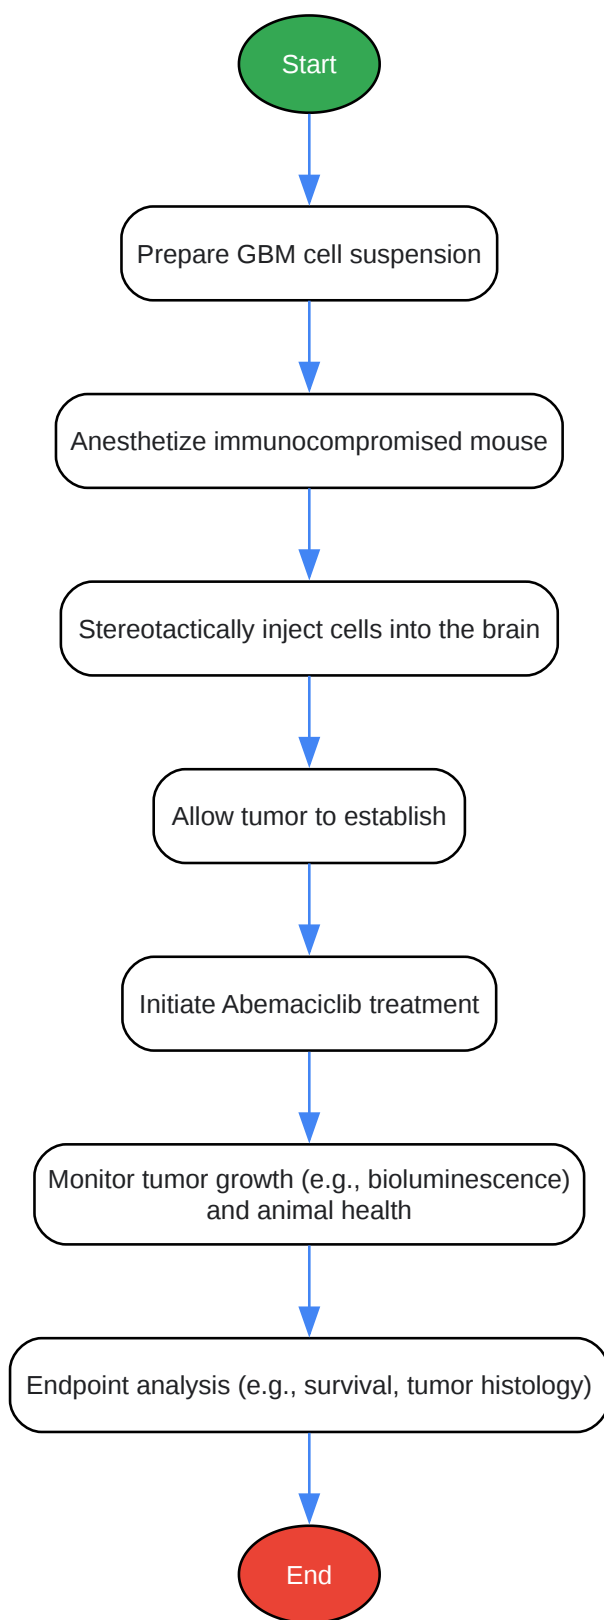 Start
Prepare GBM cell suspension
Anesthetize immunocompromised mouse
Stereotactically inject cells into the brain
Allow tumor to establish
Initiate Abemaciclib treatment
Monitor tumor growth (e.g., bioluminescence)
and animal health
Endpoint analysis (e.g., survival, tumor histology)
End